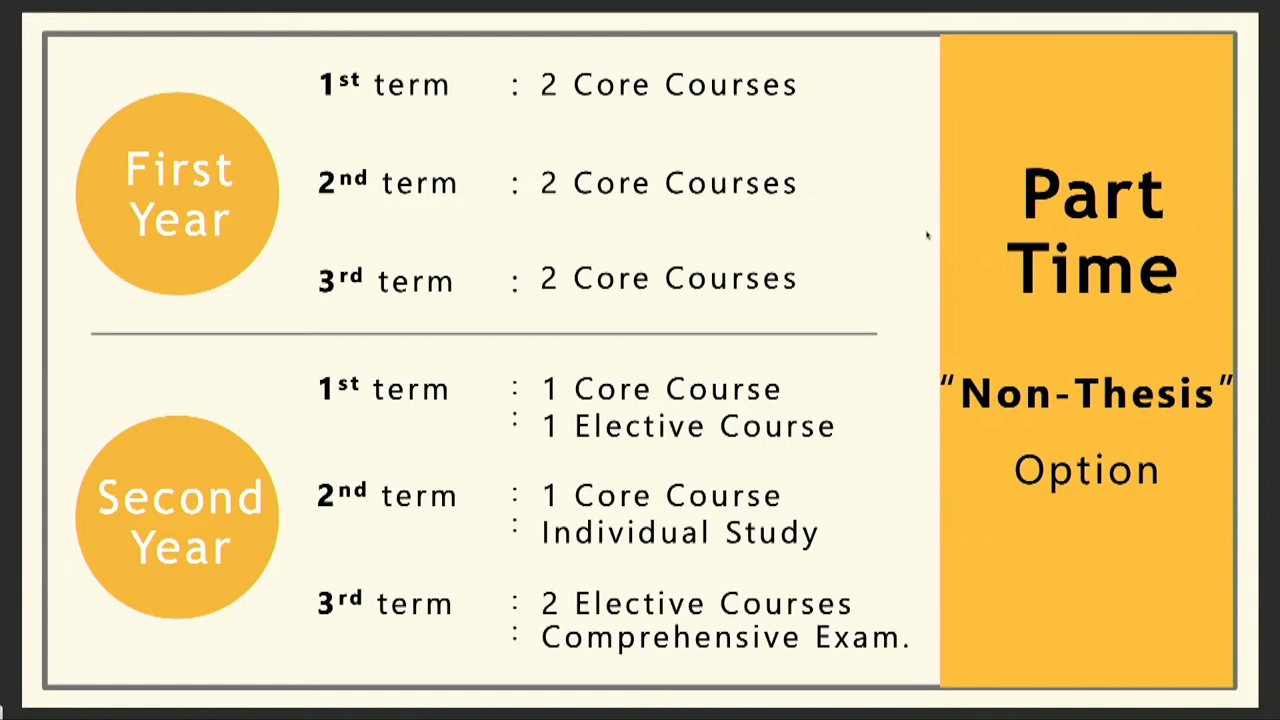 First
Year
1st term : 2 Core Courses
2nd term : 2 Core Courses
3rd term : 2 Core Courses
Second
Year
1st term : 1 Core Course
: 1 Elective Course
2nd term : 1 Core Course
: Individual Study
3rd term : 2 Elective Courses
: Comprehensive Exam.
Part
Time
“Non-Thesis”
Option